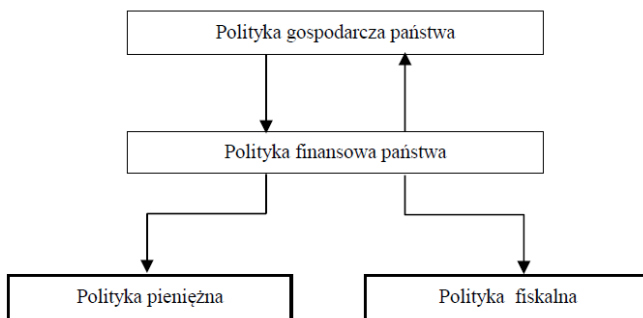 Polityka gospodarcza państwa
Polityka finansowa państwa
Polityka pieniężna
Polityka fiskalna